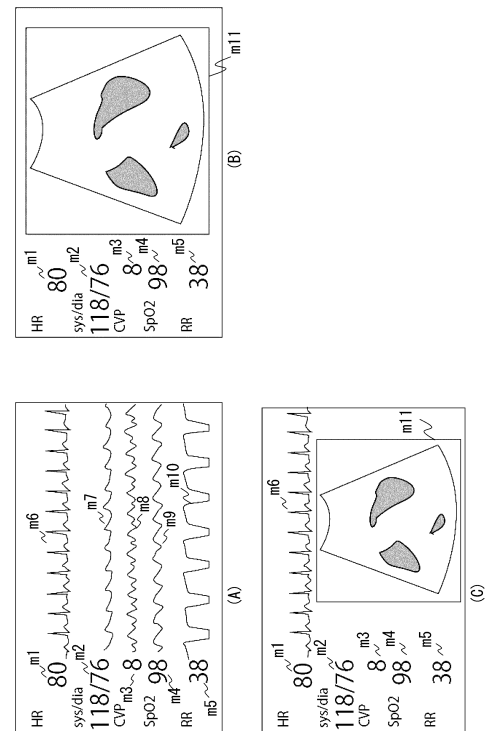 HR
m1
80
m6
sys/dia
m2
118/76
m7
CVP
m3
8
m8
SpO2
98
m4
m9
RR
38
m5
m10
(A)
HR
m1
80
sys/dia
m2
118/76
CVP
m3
8
SpO2
m4
98
RR
m5
38
m11
(B)
HR
m1
80
m6
sys/dia
m2
118/76
CVP
m3
8
SpO2
m4
98
RR
m5
38
m11
(C)